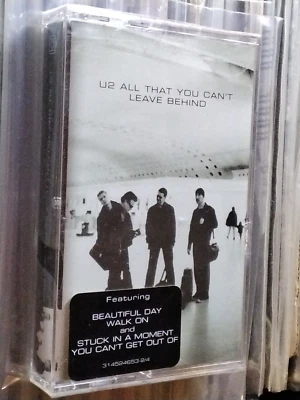 U2 ALL THAT YOU CAN'T
LEAVE BEHIND
Featuring
BEAUTIFUL DAY
WALK ON
and
STUCK IN A MOMENT
YOU CAN'T GET OUT OF
314524653-2/4